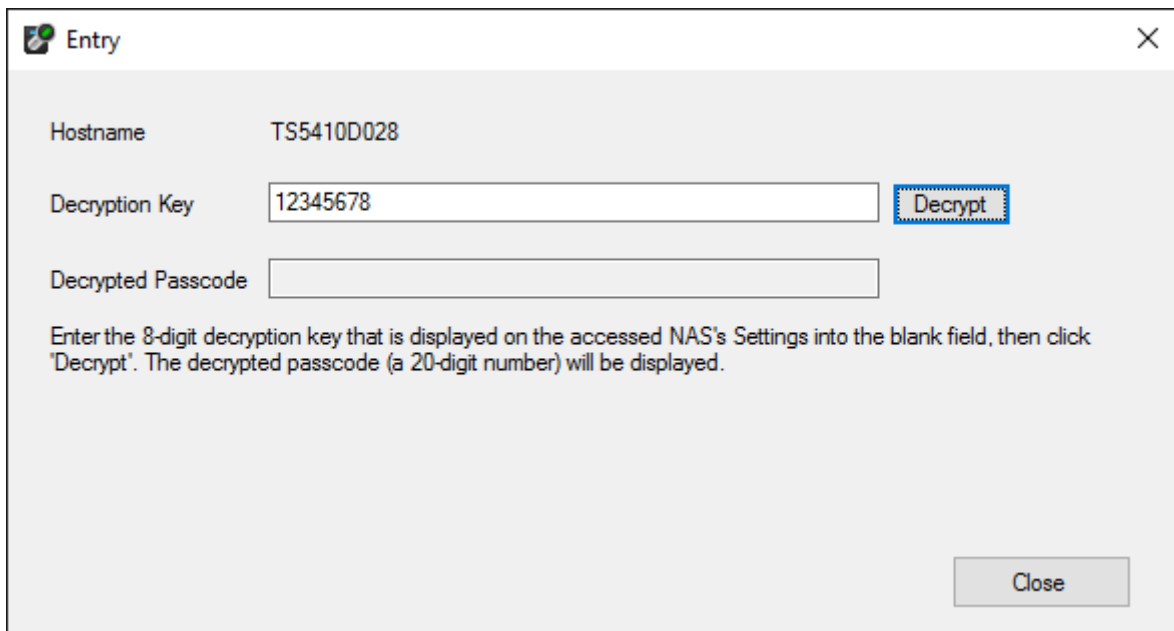 Entry
Hostname TS5410D028
Decryption Key 12345678 Decrypt
Decrypted Passcode
Enter the 8-digit decryption key that is displayed on the accessed NAS's Settings into the blank field, then click
'Decrypt'. The decrypted passcode (a 20-digit number) will be displayed.
Close